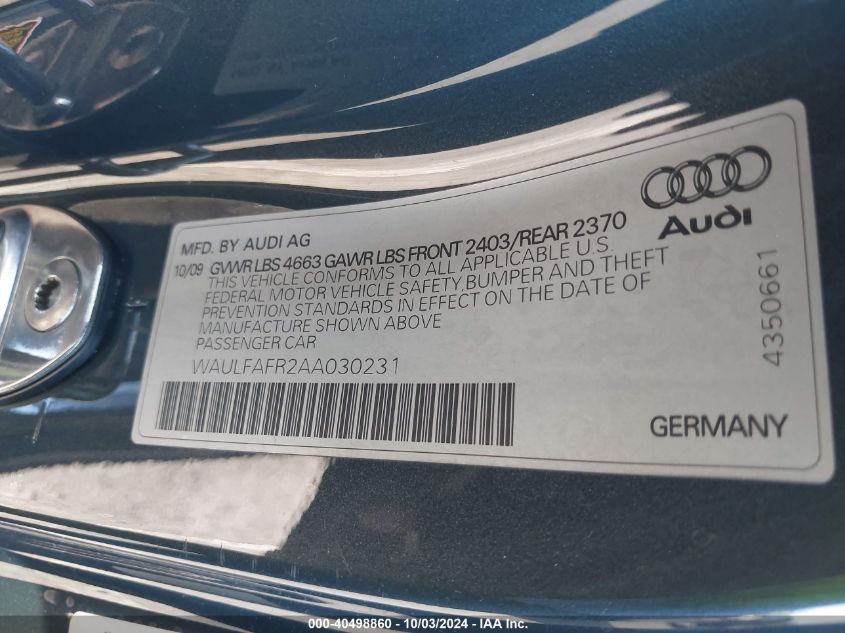 Audi
MFD. BY AUDI AG
10/09 GVWR LBS 4663 GAWR LBS FRONT 2403/REAR 2370
THIS VEHICLE CONFORMS TO ALL APPLICABLE U.S.
FEDERAL MOTOR VEHICLE SAFETY,BUMPER AND THEFT
PREVENTION STANDARDS IN EFFECT ON THE DATE OF
MANUFACTURE SHOWN ABOVE
PASSENGER CAR
WAULFAFR2AA030231
4350661
GERMANY
000-40498860 - 10/03/2024 - IAA Inc.